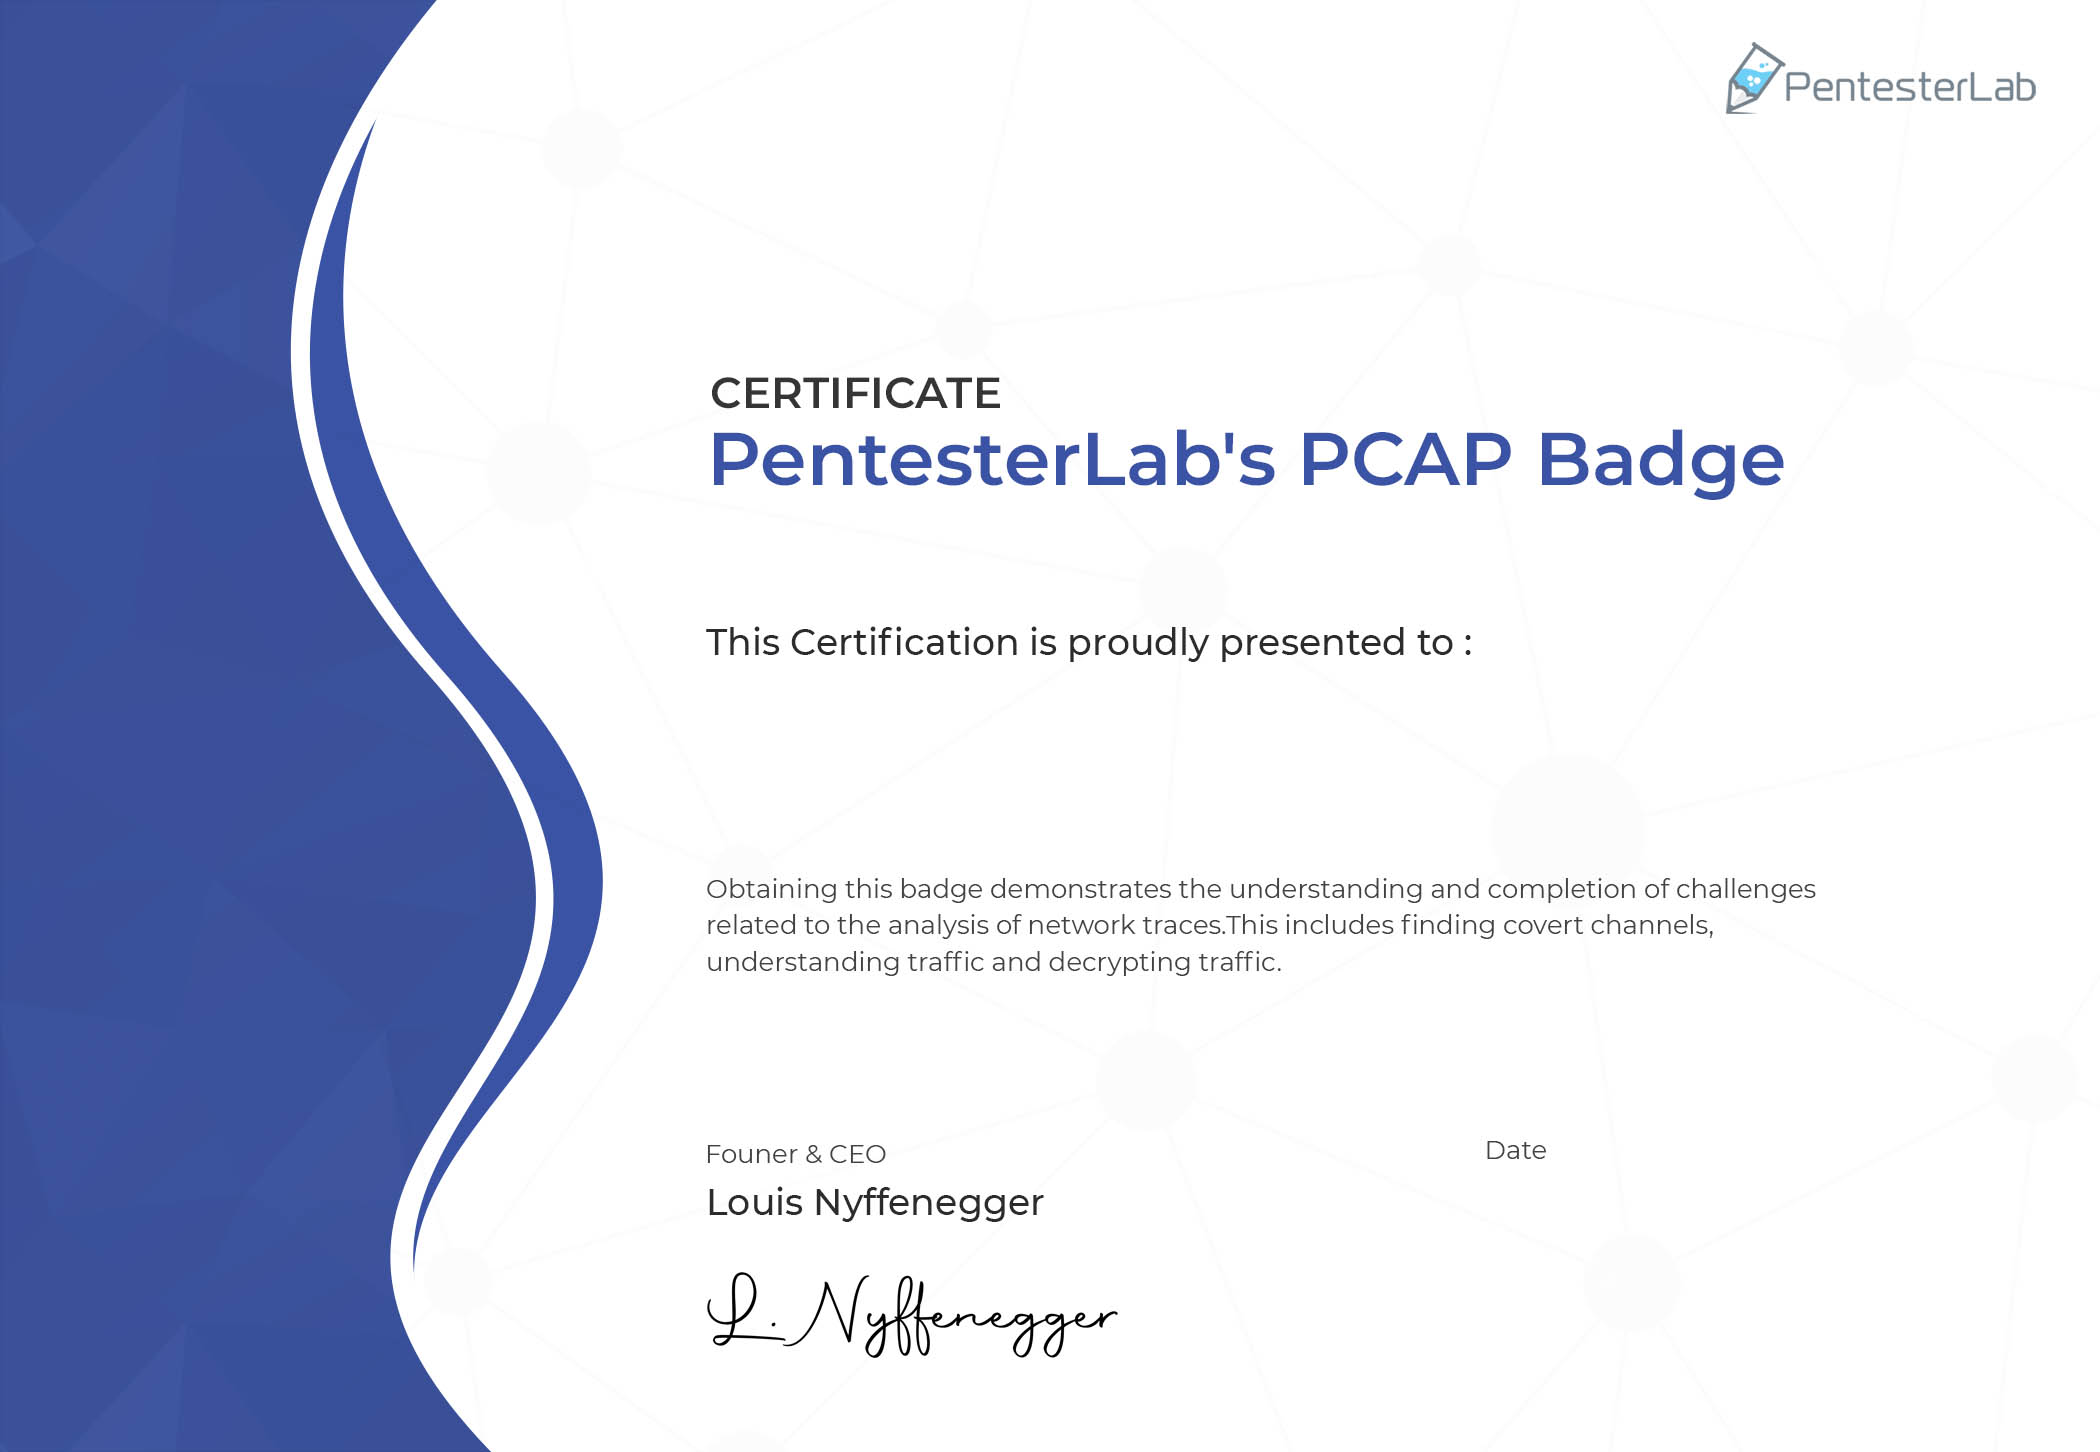 PentesterLab
CERTIFICATE
PentesterLab's PCAP Badge
This Certification is proudly presented to :
Obtaining this badge demonstrates the understanding and completion of challenges
related to the analysis of network traces.This includes finding covert channels,
understanding traffic and decrypting traffic.
Founer & CEO
Date
Louis Nyffenegger
L. Nyffenegger